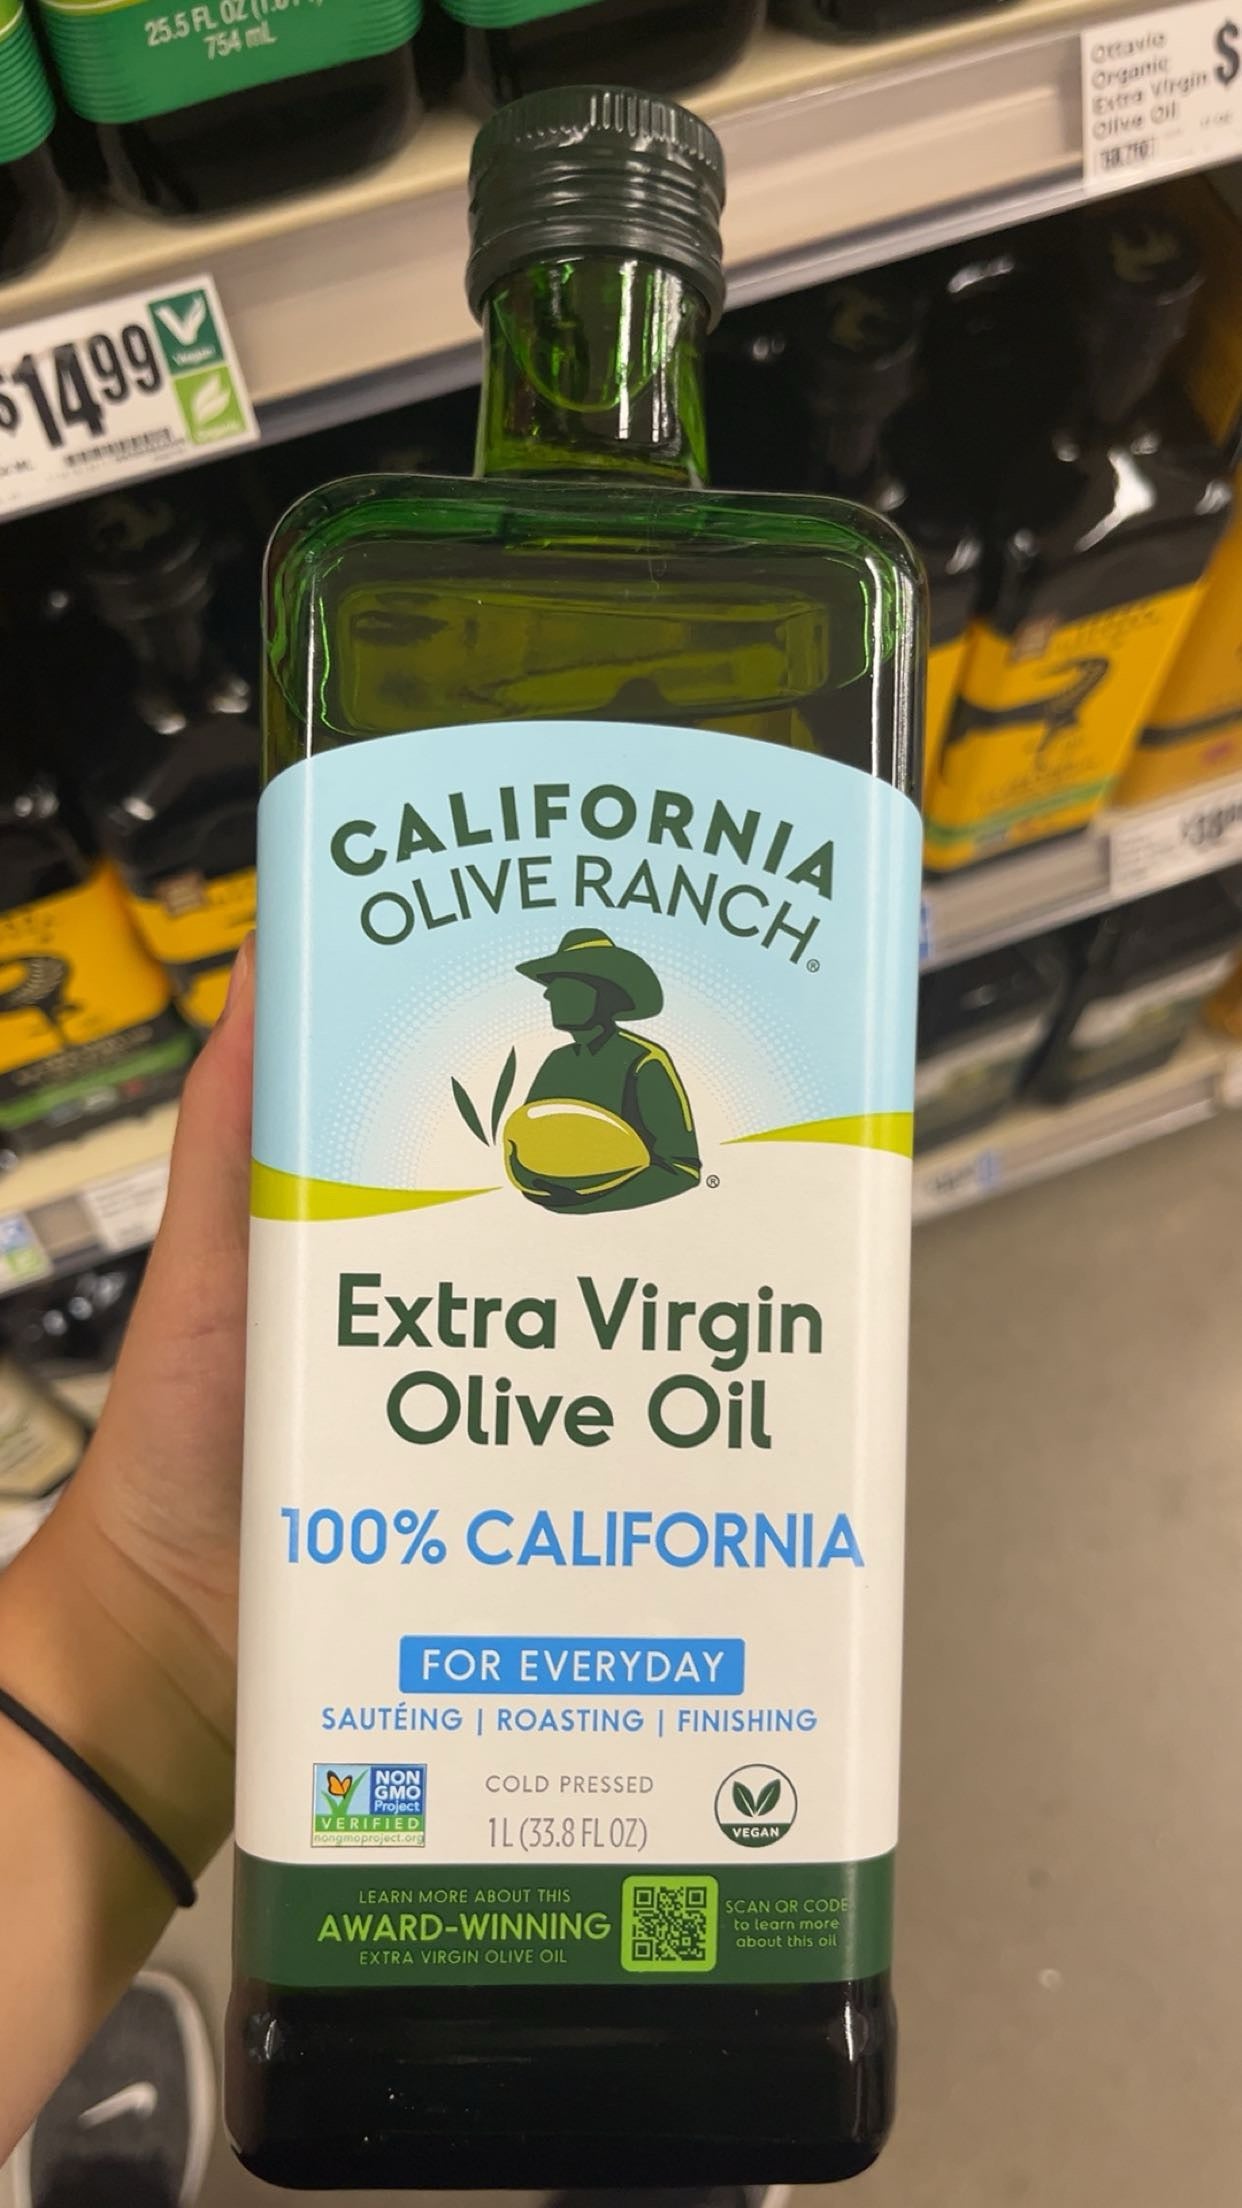 25.5 FL OZ
754 mL
Ottavio
Organic
Extra Virgin
Olive Oil
$
$14.99
Vegan
Organic
CALIFORNIA
OLIVE RANCH®
®
Extra Virgin
Olive Oil
100% CALIFORNIA
FOR EVERYDAY
SAUTÉING | ROASTING | FINISHING
NON
GMO
Project
VERIFIED
nongmoproject.org
COLD PRESSED
1 L (33.8 FL OZ)
VEGAN
LEARN MORE ABOUT THIS
AWARD-WINNING
EXTRA VIRGIN OLIVE OIL
SCAN QR CODE
to learn more
about this oil